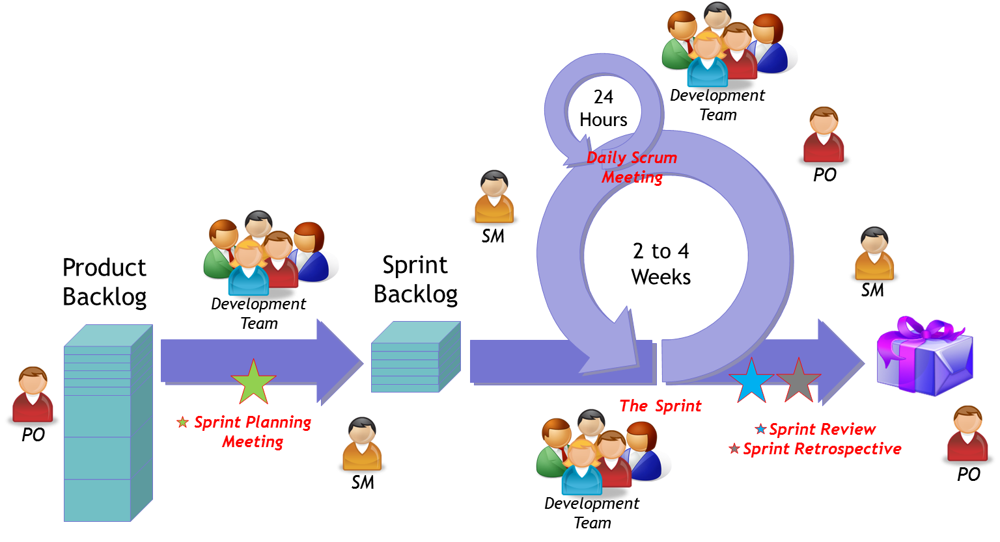 Product
Backlog
PO
Development
Team
Sprint Planning
Meeting
SM
Sprint
Backlog
SM
24
Hours
Daily Scrum
Meeting
2 to 4
Weeks
Development
Team
PO
SM
The Sprint
Development
Team
Sprint Review
Sprint Retrospective
PO